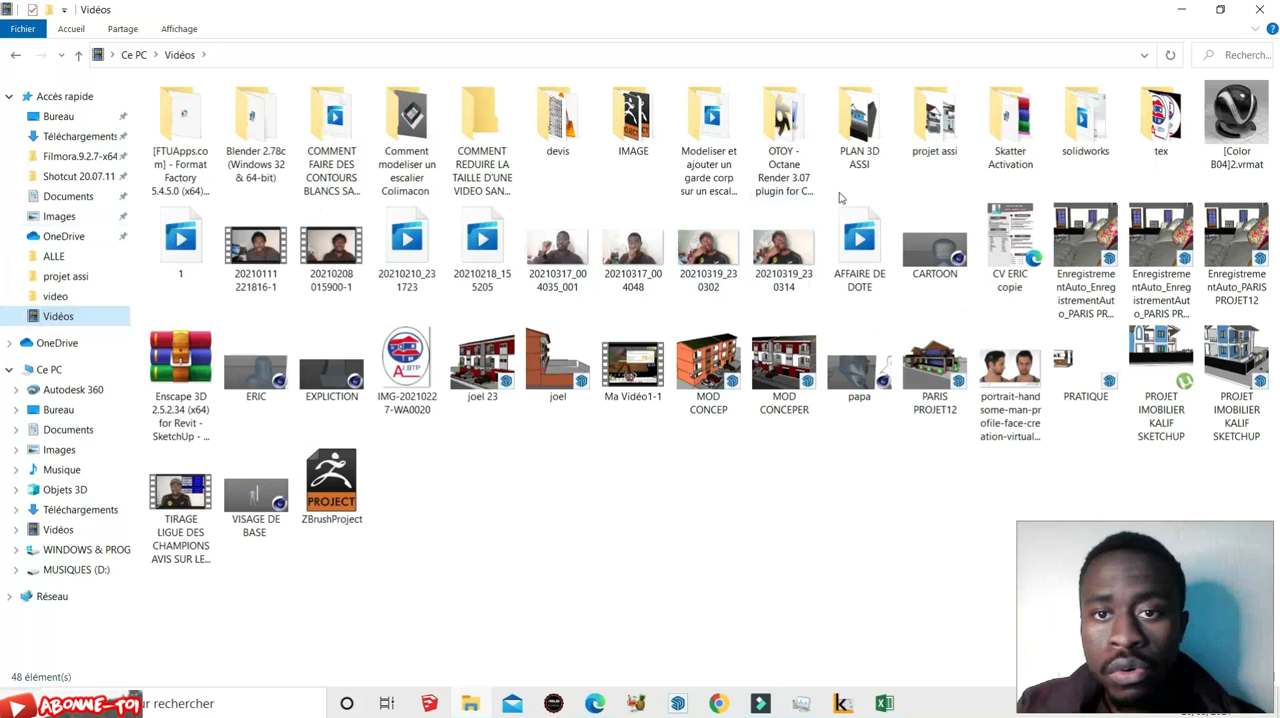 Vidéos
Fichier
Accueil
Partage
Affichage
Ce PC
Vidéos
Recherch...
Accès rapide
Bureau
Téléchargements
Filmora.9.2.7-x64
Shotcut 20.07.11
Documents
Images
OneDrive
ALLE
projet assi
video
Vidéos
OneDrive
Ce PC
Autodesk 360
Bureau
Documents
Images
Musique
Objets 3D
Téléchargements
Vidéos
WINDOWS & PROG
MUSIQUES (D:)
Réseau
[FTUApps.co
m] - Format
Factory
5.4.5.0 (x64)...
Blender 2.78c
(Windows 32
& 64-bit)
COMMENT
FAIRE DES
CONTOURS
BLANCS SA...
Comment
modeliser un
escalier
Colimacon
COMMENT
REDUIRE LA
TAILLE D'UNE
VIDEO SAN...
devis
IMAGE
Modeliser et
ajouter un
garde corp
sur un escal...
OTOY -
Octane
Render 3.07
plugin for C...
PLAN 3D
ASSI
projet assi
Skatter
Activation
solidworks
tex
[Color
B04]2.vrmat
1
20210111
221816-1
20210208
015900-1
20210210_23
1723
20210218_15
5205
20210317_00
4035_001
20210317_00
4048
20210319_23
0302
20210319_23
0314
AFFAIRE DE
DOTE
CARTOON
CV ERIC
copie
Enregistreme
ntAuto_Enreg
istrementAut
o_PARIS PR...
Enregistreme
ntAuto_Enreg
istrementAut
o_PARIS PR...
Enregistreme
ntAuto_PARIS
PROJET12
Enscape 3D
2.5.2.34 (x64)
for Revit -
SketchUp - ...
ERIC
EXPLICTION
IMG-2021022
7-WA0020
joel 23
joel
Ma Vidéo1-1
MOD
CONCEP
MOD
CONCEPER
papa
PARIS
PROJET12
portrait-hand
some-man-pr
ofile-face-cre
ation-virtual...
PRATIQUE
PROJET
IMOBILIER
KALIF
SKETCHUP
PROJET
IMOBILIER
KALIF
SKETCHUP
TIRAGE
LIGUE DES
CHAMPIONS
AVIS SUR LE...
VISAGE DE
BASE
PROJECT
ZBrushProject
48 élément(s)
ABONNE-TOI
ur rechercher